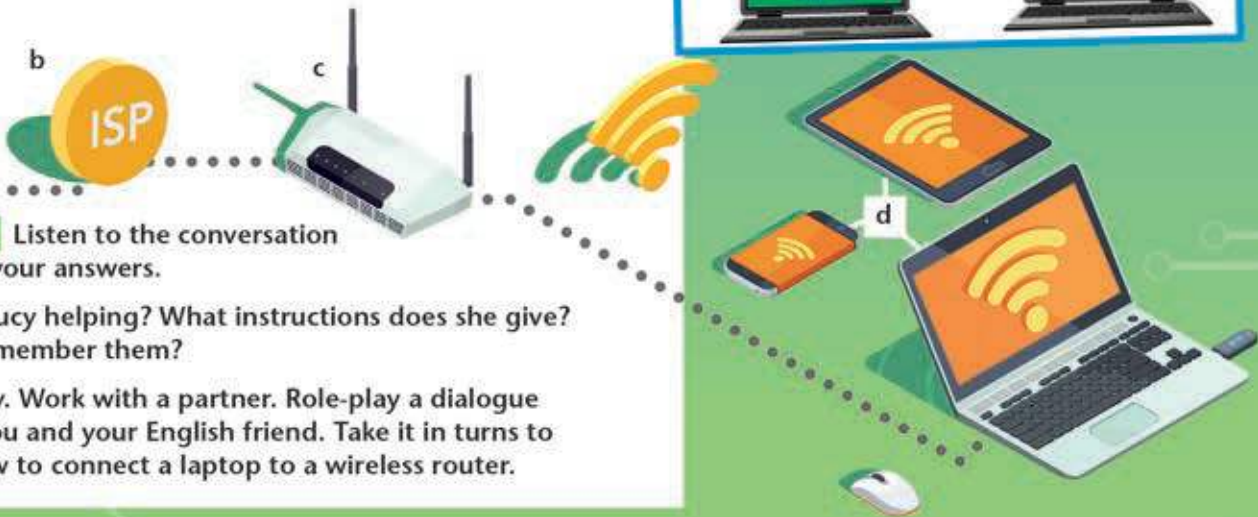 b
ISP
c
d
Listen to the conversation
your answers.
ucy helping? What instructions does she give?
member them?
y. Work with a partner. Role-play a dialogue
ou and your English friend. Take it in turns to
w to connect a laptop to a wireless router.